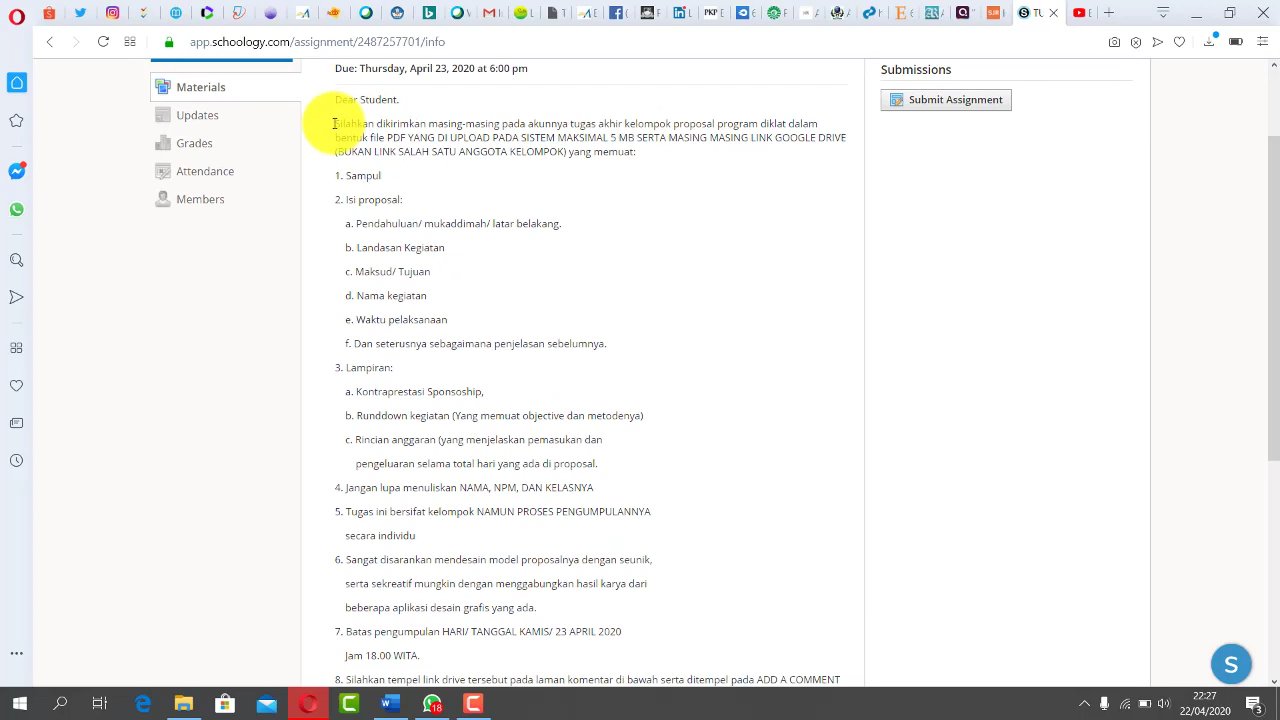 app.schoology.com/assignment/2487257701/info
Materials
Updates
Grades
Attendance
Members
Due: Thursday, April 23, 2020 at 6:00 pm
Dear Student.
Silahkan dikirimkan masing-masing pada akunnya tugas akhir kelompok proposal program diklat dalam
bentuk file PDF YANG DI UPLOAD PADA SISTEM MAKSIMAL 5 MB SERTA MASING MASING LINK GOOGLE DRIVE
(BUKAN LINK SALAH SATU ANGGOTA KELOMPOK) yang memuat:
1. Sampul
2. Isi proposal:
a. Pendahuluan/ mukaddimah/ latar belakang.
b. Landasan Kegiatan
c. Maksud/ Tujuan
d. Nama kegiatan
e. Waktu pelaksanaan
f. Dan seterusnya sebagaimana penjelasan sebelumnya.
3. Lampiran:
a. Kontraprestasi Sponsoship,
b. Runddown kegiatan (Yang memuat objective dan metodenya)
c. Rincian anggaran (yang menjelaskan pemasukan dan
pengeluaran selama total hari yang ada di proposal.
4. Jangan lupa menuliskan NAMA, NPM, DAN KELASNYA
5. Tugas ini bersifat kelompok NAMUN PROSES PENGUMPULANNYA
secara individu
6. Sangat disarankan mendesain model proposalnya dengan seunik,
serta sekreatif mungkin dengan menggabungkan hasil karya dari
beberapa aplikasi desain grafis yang ada.
7. Batas pengumpulan HARI/ TANGGAL KAMIS/ 23 APRIL 2020
Jam 18.00 WITA.
8. Silahkan tempel link drive tersebut pada laman komentar di bawah serta ditempel pada ADD A COMMENT
Submissions
Submit Assignment
S
18
22:27
22/04/2020
3